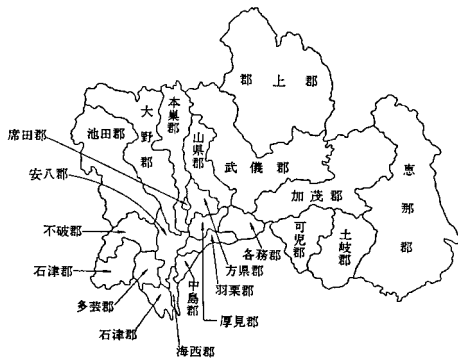 郡上郡
本巣郡
大野郡
山県郡
池田郡
席田郡
武儀郡
恵那郡
安八郡
加茂郡
可児郡
土岐郡
不破郡
各務郡
方県郡
石津郡
中島郡
羽栗郡
多芸郡
厚見郡
石津郡
海西郡